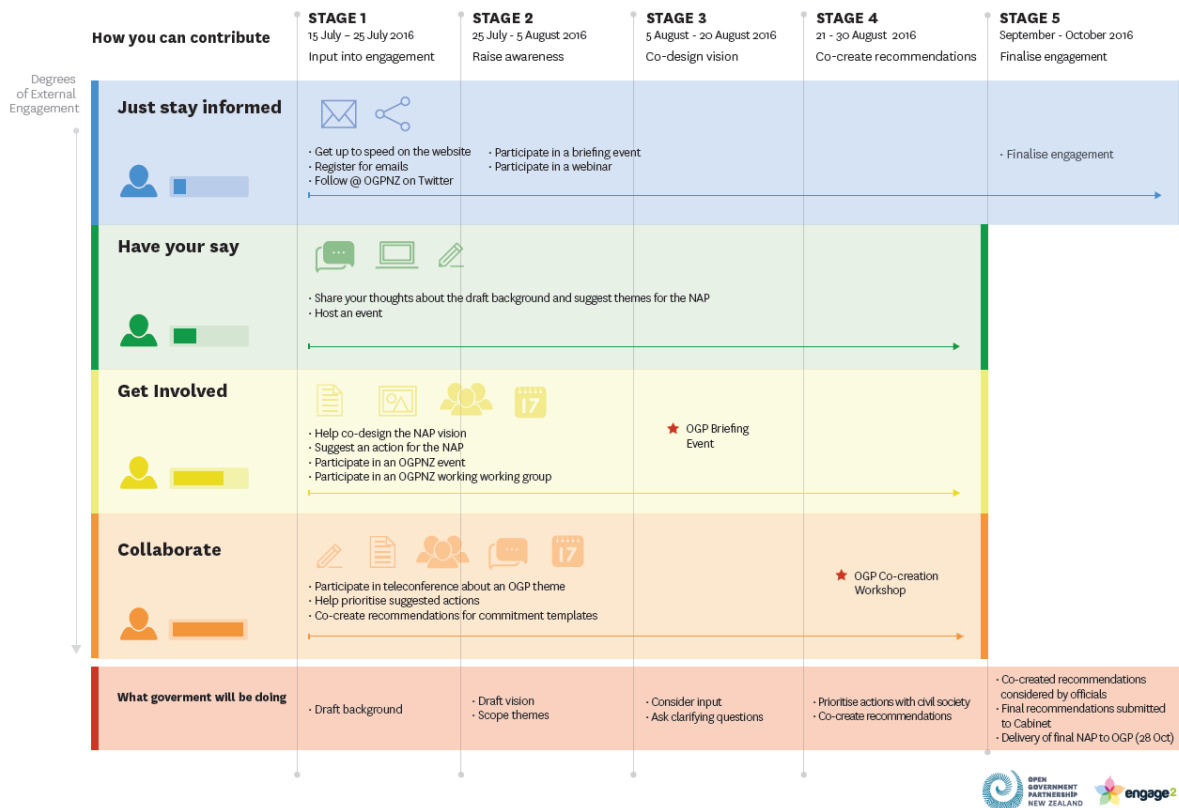 How you can contribute
STAGE 1
15 July – 25 July 2016
Input into engagement
STAGE 2
25 July - 5 August 2016
Raise awareness
STAGE 3
5 August - 20 August 2016
Co-design vision
STAGE 4
21 - 30 August 2016
Co-create recommendations
STAGE 5
September - October 2016
Finalise engagement
Degrees
of External
Engagement
Just stay informed
· Get up to speed on the website
· Register for emails
· Follow @ OGPNZ on Twitter
· Participate in a briefing event
· Participate in a webinar
· Finalise engagement
Have your say
· Share your thoughts about the draft background and suggest themes for the NAP
· Host an event
Get Involved
17
· Help co-design the NAP vision
· Suggest an action for the NAP
· Participate in an OGPNZ event
· Participate in an OGPNZ working working group
OGP Briefing
Event
Collaborate
17
· Participate in teleconference about an OGP theme
· Help prioritise suggested actions
· Co-create recommendations for commitment templates
OGP Co-creation
Workshop
What goverment will be doing
· Draft background
· Draft vision
· Scope themes
· Consider input
· Ask clarifying questions
· Prioritise actions with civil society
· Co-create recommendations
· Co-created recommendations
considered by officials
· Final recommendations submitted
to Cabinet
· Delivery of final NAP to OGP (28 Oct)
OPEN
GOVERNMENT
PARTNERSHIP
NEW ZEALAND
engage2